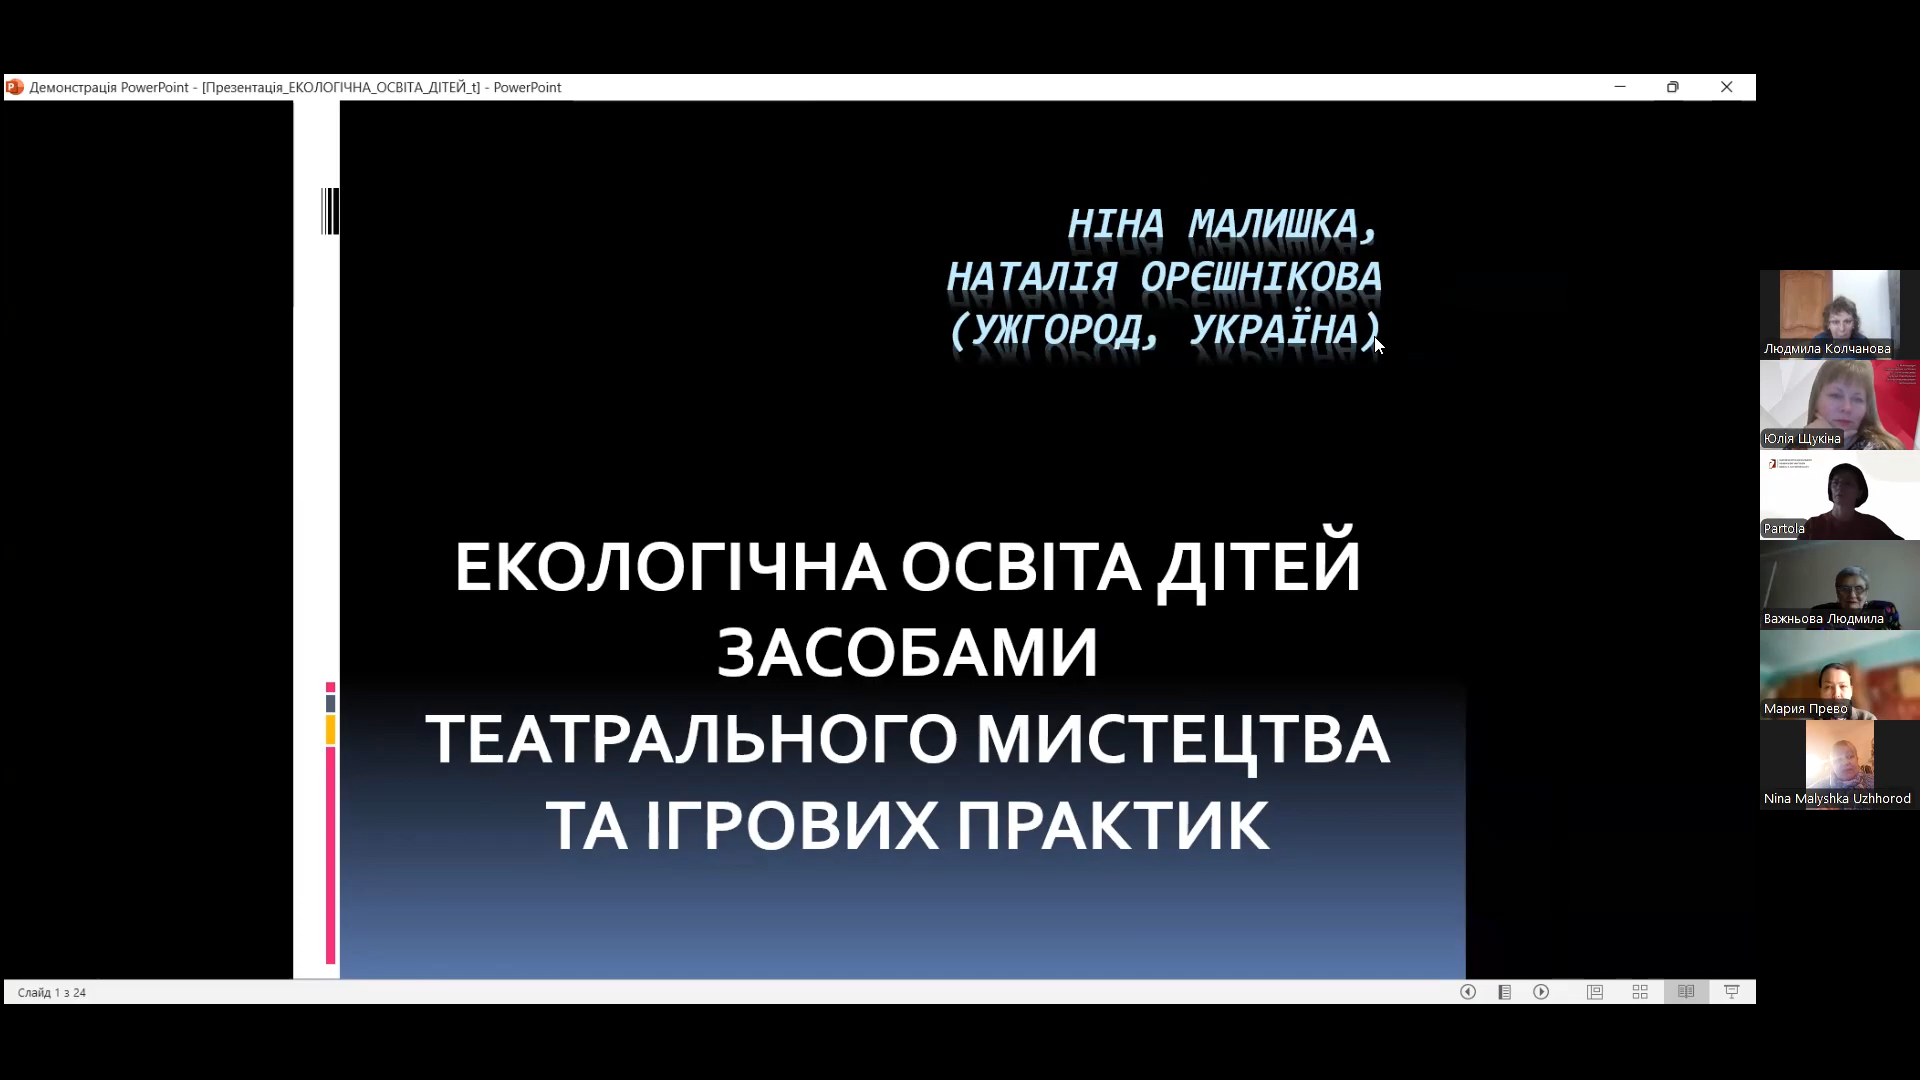 Демонстрація PowerPoint - [Презентація_ЕКОЛОГІЧНА_ОСВІТА_ДІТЕЙ_t] - PowerPoint
НІНА МАЛИШКА,
НАТАЛІЯ ОРЄШНІКОВА
(УЖГОРОД, УКРАЇНА)
ЕКОЛОГІЧНА ОСВІТА ДІТЕЙ
ЗАСОБАМИ
ТЕАТРАЛЬНОГО МИСТЕЦТВА
ТА ІГРОВИХ ПРАКТИК
Слайд 1 з 24
Людмила Колчанова
Юлія Щукіна
Partola
Важньова Людмила
Мария Прево
Nina Malyshka Uzhhorod